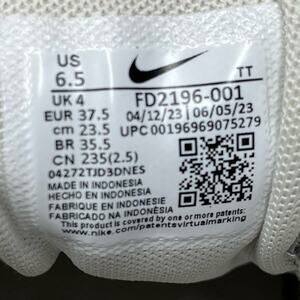 US
6.5
TT
UK 4
FD2196-001
EUR 37.5
04/12/23 06/05/23
cm 23.5
UPC 00196969075279
BR 35.5
CN 235(2.5)
04272TJD3DNES
MADE IN INDONESIA
HECHO EN INDONESIA
FABRIQUE EN INDONESIE
FABRICADO NA INDONESIA
This product is covered by one or more patents:
www.nike.com/patentsvirtualmarking